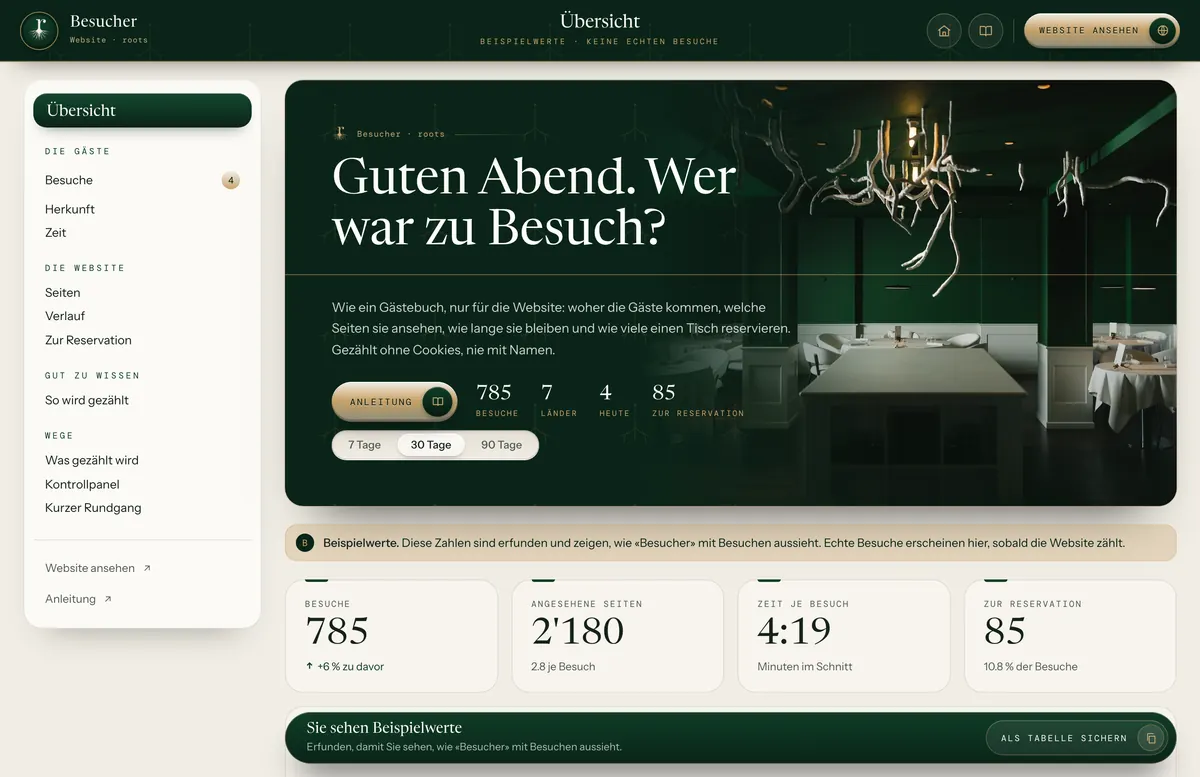 r
Besucher
Website · roots
Übersicht
BEISPIELWERTE · KEINE ECHTEN BESUCHE
WEBSITE ANSEHEN
Übersicht
DIE GÄSTE
Besuche
4
Herkunft
Zeit
DIE WEBSITE
Seiten
Verlauf
Zur Reservation
GUT ZU WISSEN
So wird gezählt
WEGE
Was gezählt wird
Kontrollpanel
Kurzer Rundgang
Website ansehen ↗
Anleitung ↗
r Besucher · roots
Guten Abend. Wer
war zu Besuch?
Wie ein Gästebuch, nur für die Website: woher die Gäste kommen, welche
Seiten sie ansehen, wie lange sie bleiben und wie viele einen Tisch reservieren.
Gezählt ohne Cookies, nie mit Namen.
ANLEITUNG
785
BESUCHE
7
LÄNDER
4
HEUTE
85
ZUR RESERVATION
7 Tage
30 Tage
90 Tage
B
Beispielwerte. Diese Zahlen sind erfunden und zeigen, wie «Besucher» mit Besuchen aussieht. Echte Besuche erscheinen hier, sobald die Website zählt.
BESUCHE
785
↑ +6 % zu davor
ANGESEHENE SEITEN
2'180
2.8 je Besuch
ZEIT JE BESUCH
4:19
Minuten im Schnitt
ZUR RESERVATION
85
10.8 % der Besuche
Sie sehen Beispielwerte
Erfunden, damit Sie sehen, wie «Besucher» mit Besuchen aussieht.
ALS TABELLE SICHERN